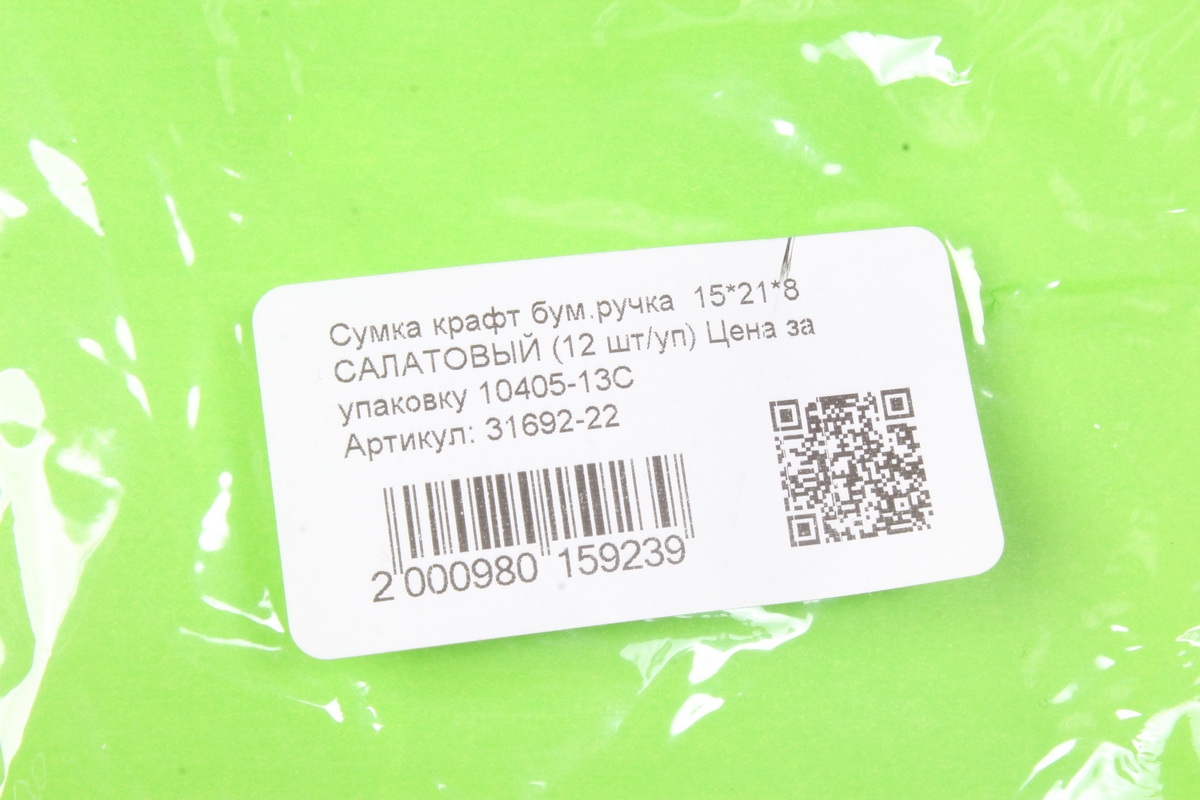 Сумка крафт бум.ручка 15*21*8
САЛАТОВЫЙ (12 шт/уп) Цена за
упаковку 10405-13С
Артикул: 31692-22
2 000980 159239